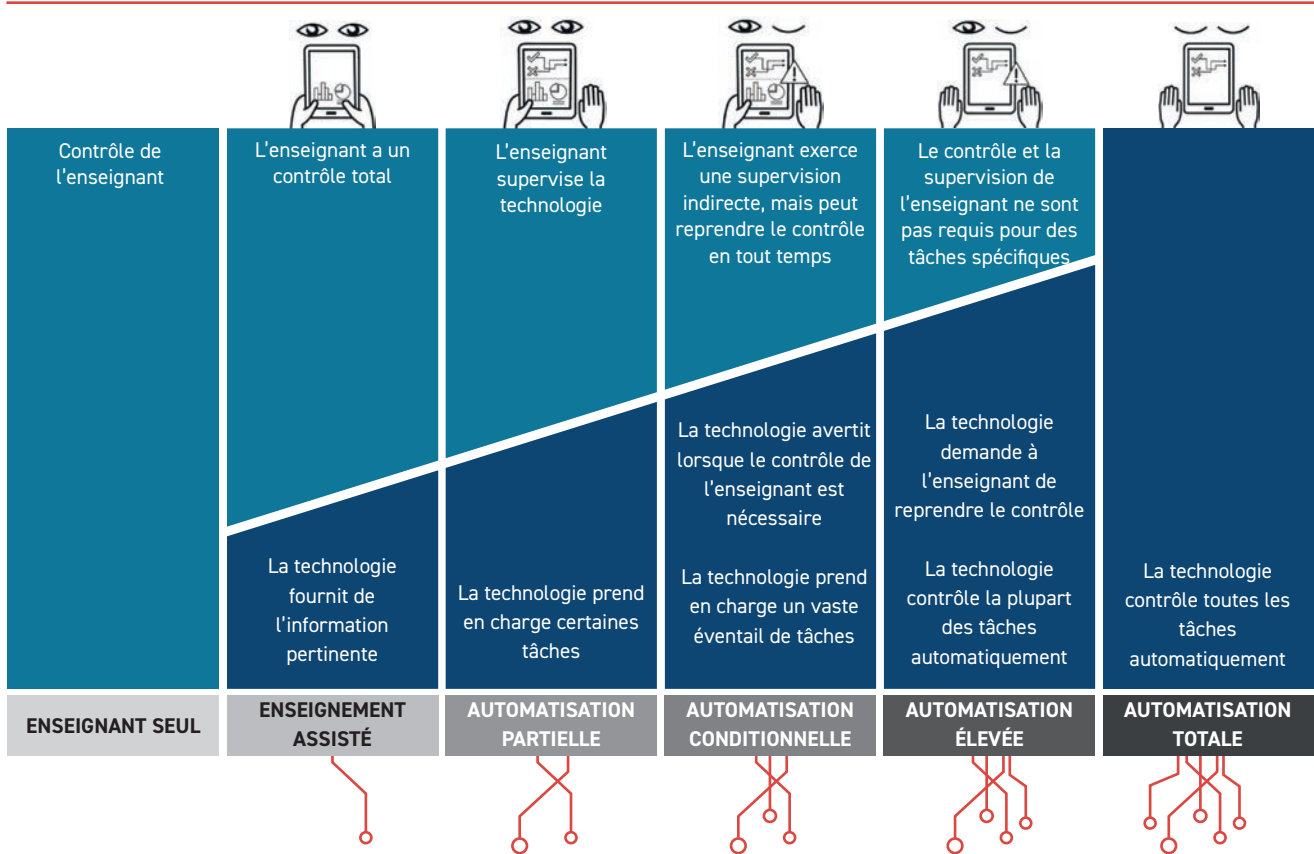 Contrôle de
l'enseignant
L'enseignant a un
contrôle total
L'enseignant
supervise la
technologie
L'enseignant exerce
une supervision
indirecte, mais peut
reprendre le contrôle
en tout temps
Le contrôle et la
supervision de
l'enseignant ne sont
pas requis pour des
tâches spécifiques
La technologie
fournit de
l'information
pertinente
La technologie prend
en charge certaines
tâches
La technologie avertit
lorsque le contrôle de
l'enseignant est
nécessaire
La technologie prend
en charge un vaste
éventail de tâches
La technologie
demande à
l'enseignant de
reprendre le contrôle
La technologie
contrôle la plupart
des tâches
automatiquement
La technologie
contrôle toutes les
tâches
automatiquement
ENSEIGNANT SEUL
ENSEIGNEMENT
ASSISTÉ
AUTOMATISATION
PARTIELLE
AUTOMATISATION
CONDITIONNELLE
AUTOMATISATION
ÉLEVÉE
AUTOMATISATION
TOTALE